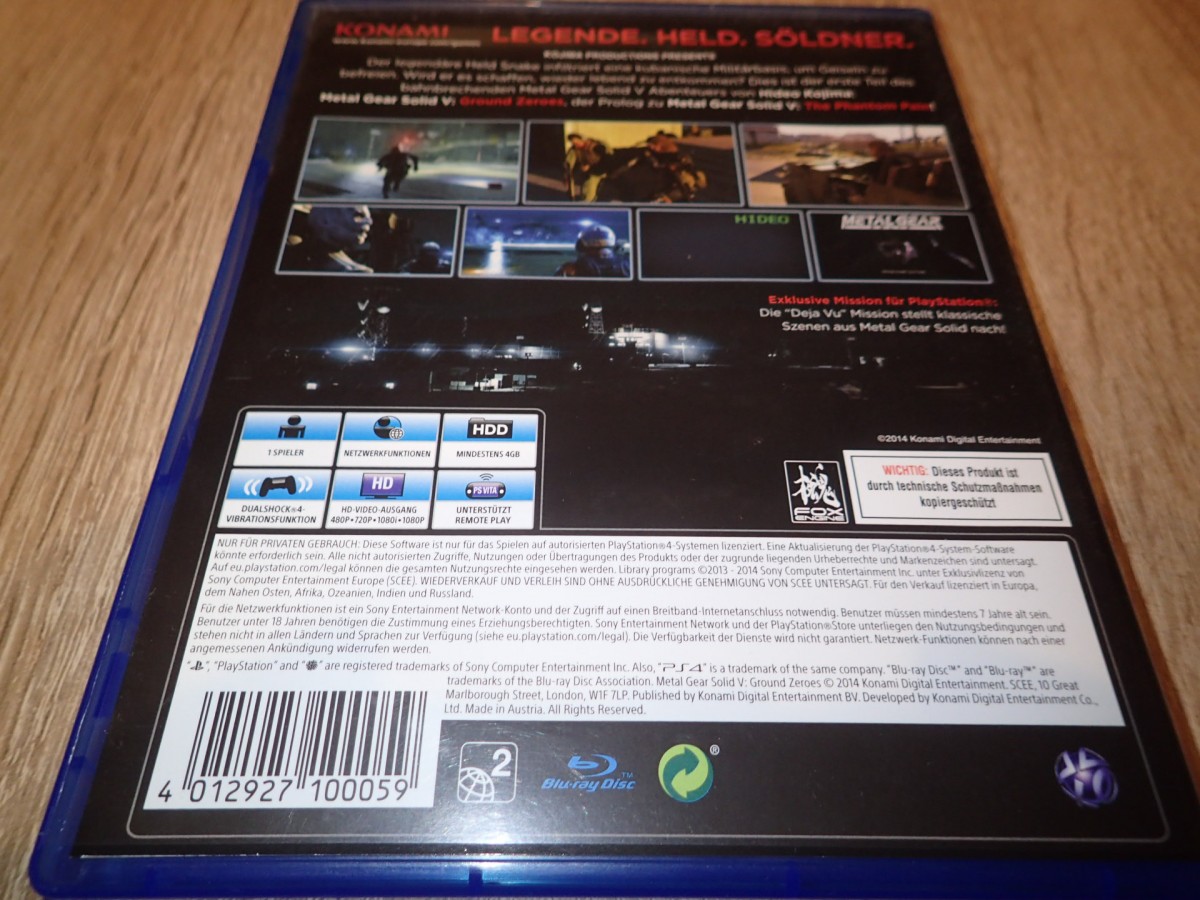 KONAMI
LEGENDE. HELD. SÖLDNER.
KOJIMA PRODUCTIONS PRESENTS
Der legendäre Held Snake eine kubanische Militärbasis, um Geiseln zu
befreien. Wird er es schaffen, wieder lebend zu entkommen? Dies ist der erste Teil des
bahnbrechenden Metal Gear Solid V Abenteuers von Hideo Kojima:
Metal Gear Solid V: Ground Zeroes, der Prolog zu Metal Gear Solid V: The Phantom Pain!
HIDEO
METAL GEAR
Exklusive Mission für PlayStation®:
Die "Deja Vu" Mission stellt klassische
Szenen aus Metal Gear Solid nach!
1 SPIELER
NETZWERKFUNKTIONEN
HDD
MINDESTENS 4GB
DUALSHOCK®4-
VIBRATIONSFUNKTION
HD
HD-VIDEO-AUSGANG
480P•720P•1080i•1080P
PS VITA
UNTERSTÜTZT
REMOTE PLAY
©2014 Konami Digital Entertainment
FOX
ENGINE
WICHTIG: Dieses Produkt ist
durch technische Schutzmaßnahmen
kopiergeschützt
NUR FÜR PRIVATEN GEBRAUCH: Diese Software ist nur für das Spielen auf autorisierten PlayStation®4-Systemen lizenziert. Eine Aktualisierung der PlayStation®4-System-Software
könnte erforderlich sein. Alle nicht autorisierten Zugriffe, Nutzungen oder Übertragungen des Produkts oder der zugrunde liegenden Urheberrechte und Markenzeichen sind untersagt.
Auf eu.playstation.com/legal können die gesamten Nutzungsrechte eingesehen werden. Library programs ©2013 - 2014 Sony Computer Entertainment Inc. unter Exklusivlizenz von
Sony Computer Entertainment Europe (SCEE). WIEDERVERKAUF UND VERLEIH SIND OHNE AUSDRÜCKLICHE GENEHMIGUNG VON SCEE UNTERSAGT. Für den Verkauf lizenziert in Europa,
dem Nahen Osten, Afrika, Ozeanien, Indien und Russland.
Für die Netzwerkfunktionen ist ein Sony Entertainment Network-Konto und der Zugriff auf einen Breitband-Internetanschluss notwendig. Benutzer müssen mindestens 7 Jahre alt sein.
Benutzer unter 18 Jahren benötigen die Zustimmung eines Erziehungsberechtigten. Sony Entertainment Network und der PlayStation®Store unterliegen den Nutzungsbedingungen und
stehen nicht in allen Ländern und Sprachen zur Verfügung (siehe eu.playstation.com/legal). Die Verfügbarkeit der Dienste wird nicht garantiert. Netzwerk-Funktionen können nach einer
angemessenen Ankündigung widerrufen werden.
" ", "PlayStation" and " " are registered trademarks of Sony Computer Entertainment Inc. Also, "PS4" is a trademark of the same company. "Blu-ray Disc™" and "Blu-ray™" are
trademarks of the Blu-ray Disc Association. Metal Gear Solid V: Ground Zeroes © 2014 Konami Digital Entertainment. SCEE, 10 Great
Marlborough Street, London, W1F 7LP. Published by Konami Digital Entertainment BV. Developed by Konami Digital Entertainment Co.,
Ltd. Made in Austria. All Rights Reserved.
4 012927 100059
2
Blu-ray Disc™
®